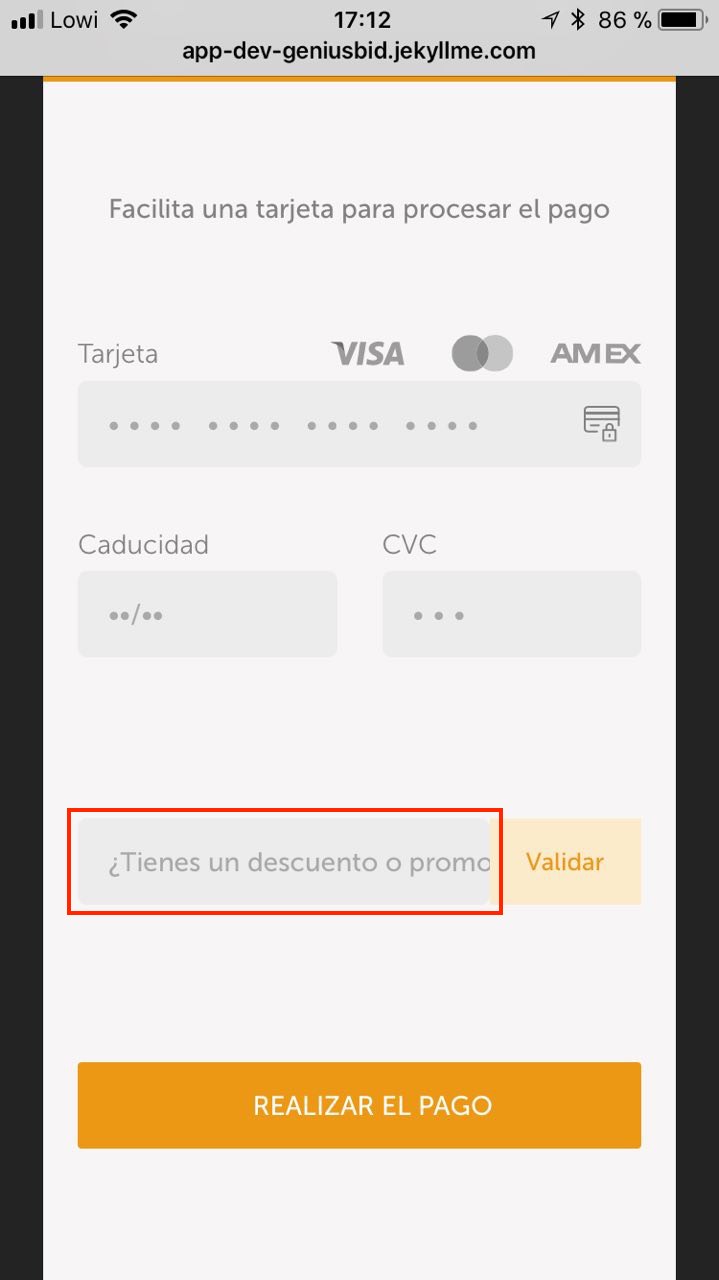 Lowi 17:12 86 %
app-dev-geniusbid.jekyllme.com
Facilita una tarjeta para procesar el pago
Tarjeta VISA AMEX
•••• •••• •••• ••••
Caducidad CVC
••/•• •••
¿Tienes un descuento o promo Validar
REALIZAR EL PAGO